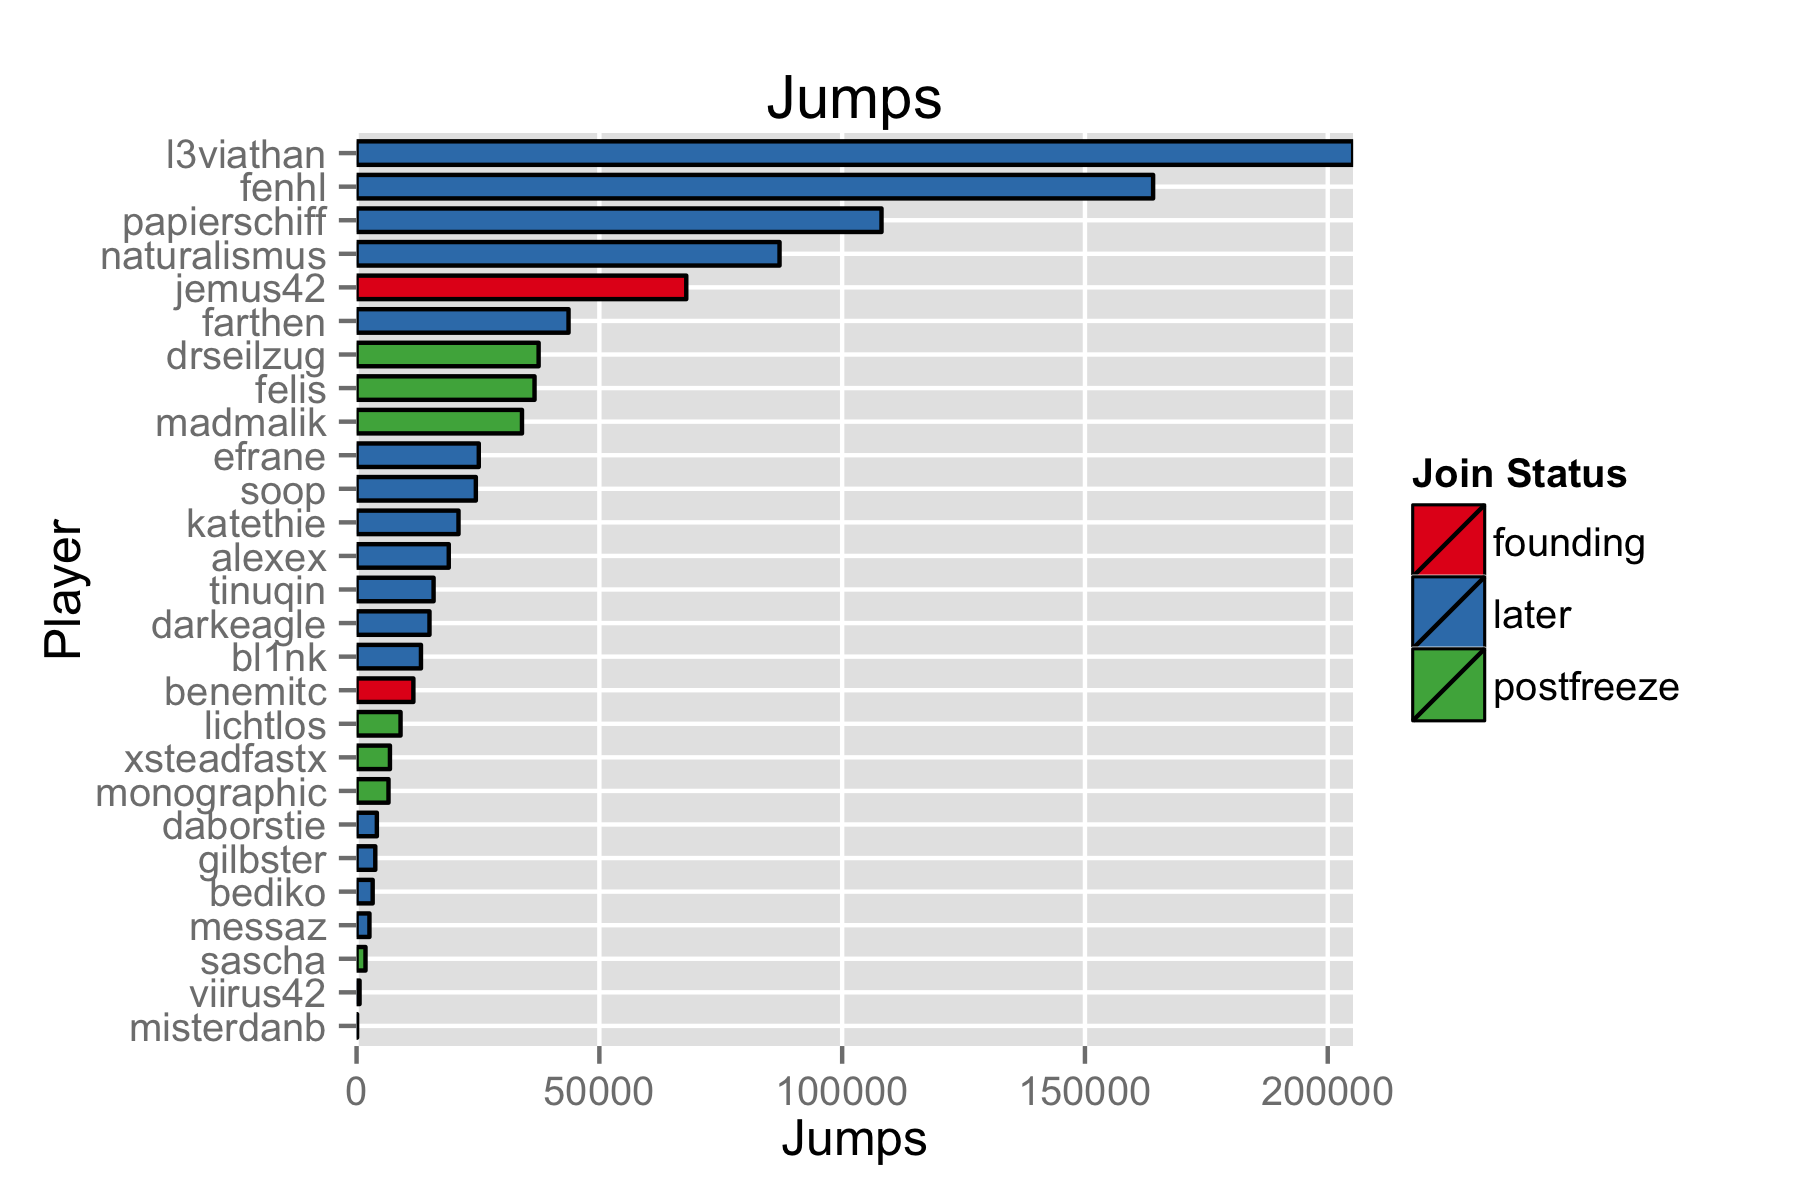 Jumps
l3viathan
fenhl
papierschiff
naturalismus
jemus42
farthen
drseilzug
felis
madmalik
efrane
soop
katethie
alexex
tinuqin
darkeagle
bl1nk
benemitc
lichtlos
xsteadfastx
monographic
daborstie
gilbster
bediko
messaz
sascha
viirus42
misterdanb
Player
0 50000 100000 150000 200000
Jumps
Join Status
founding
later
postfreeze